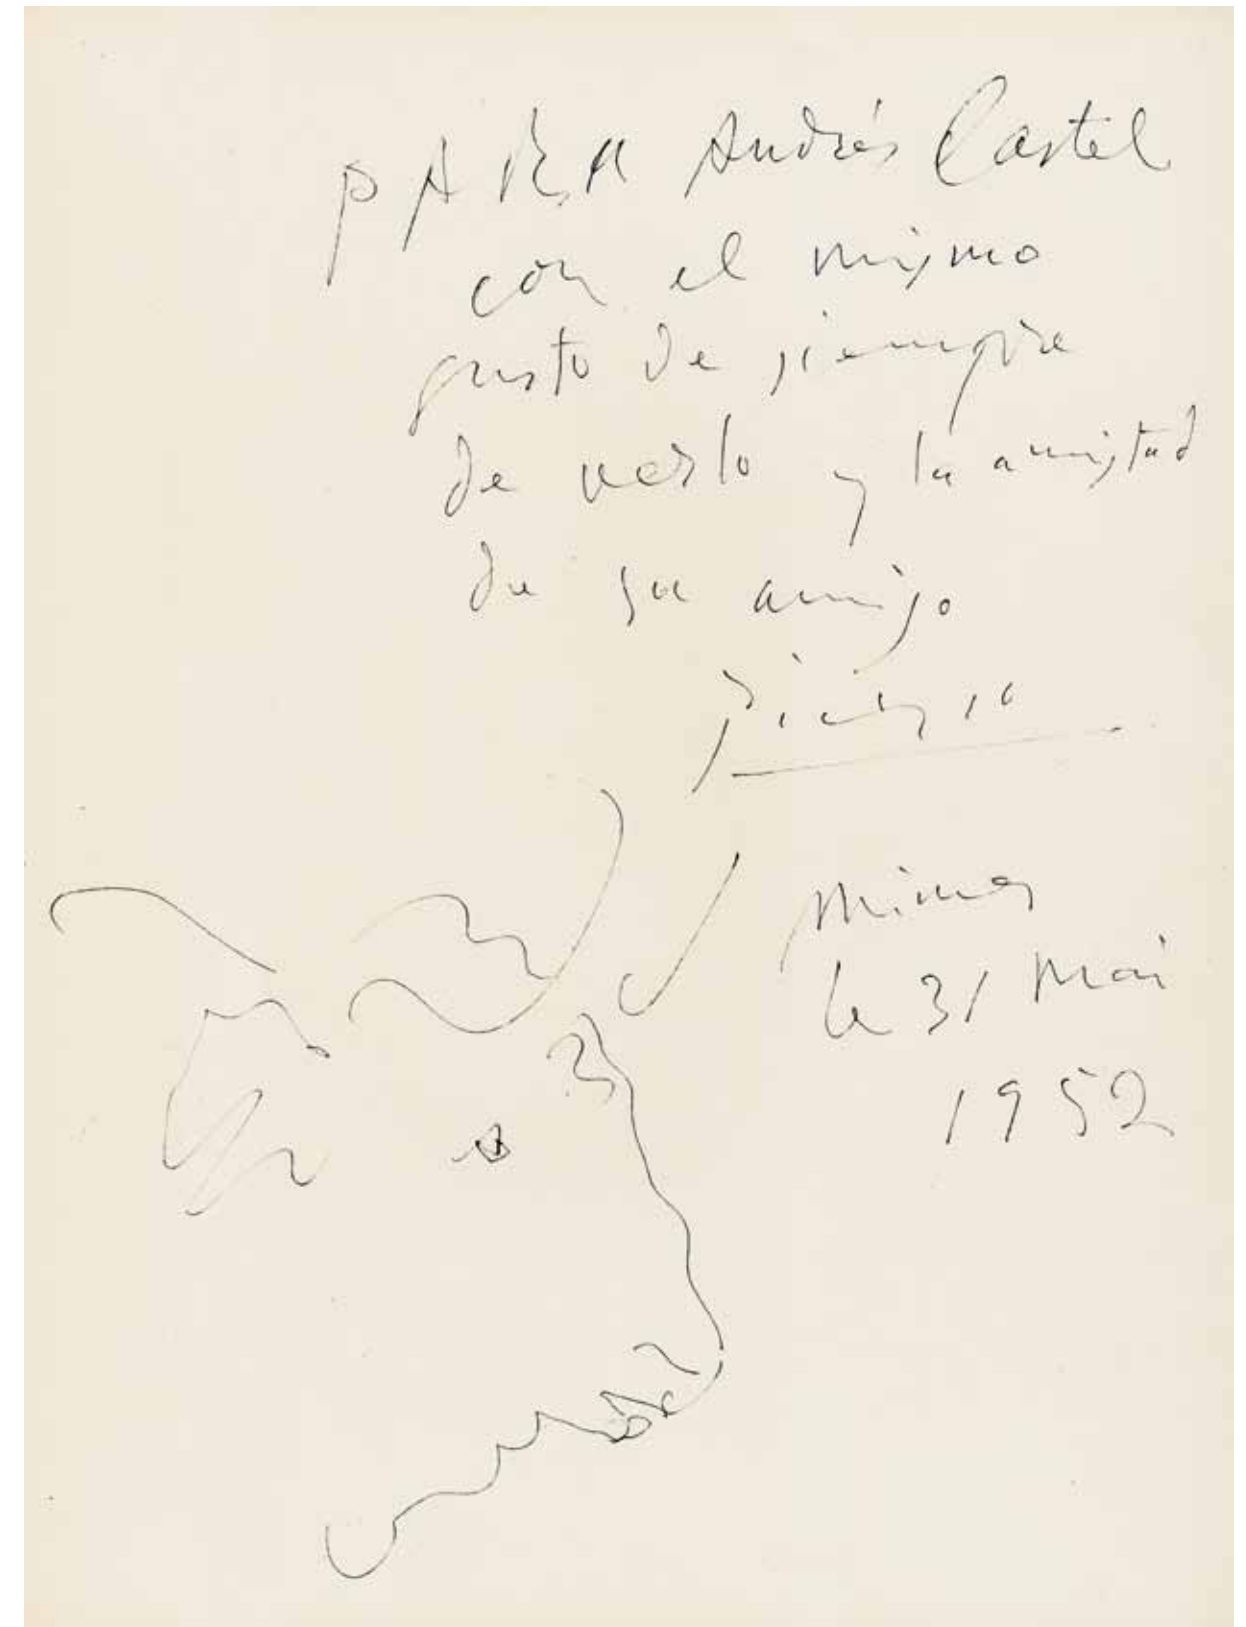 PARA Andrés Castel
con el mismo
gusto de siempre
de verlo y la amistad
de su amigo
Picasso
Nimes
le 31 Mai
1952